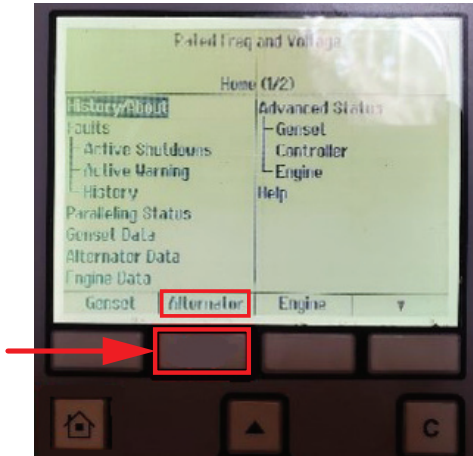 Rated Freq and Voltage
Home (1/2)
History/About
Faults
Active Shutdowns
Active Warning
History
Paralleling Status
Genset Data
Alternator Data
Engine Data
Advanced Status
Genset
Controller
Engine
Help
Genset Alternator Engine ▼
C